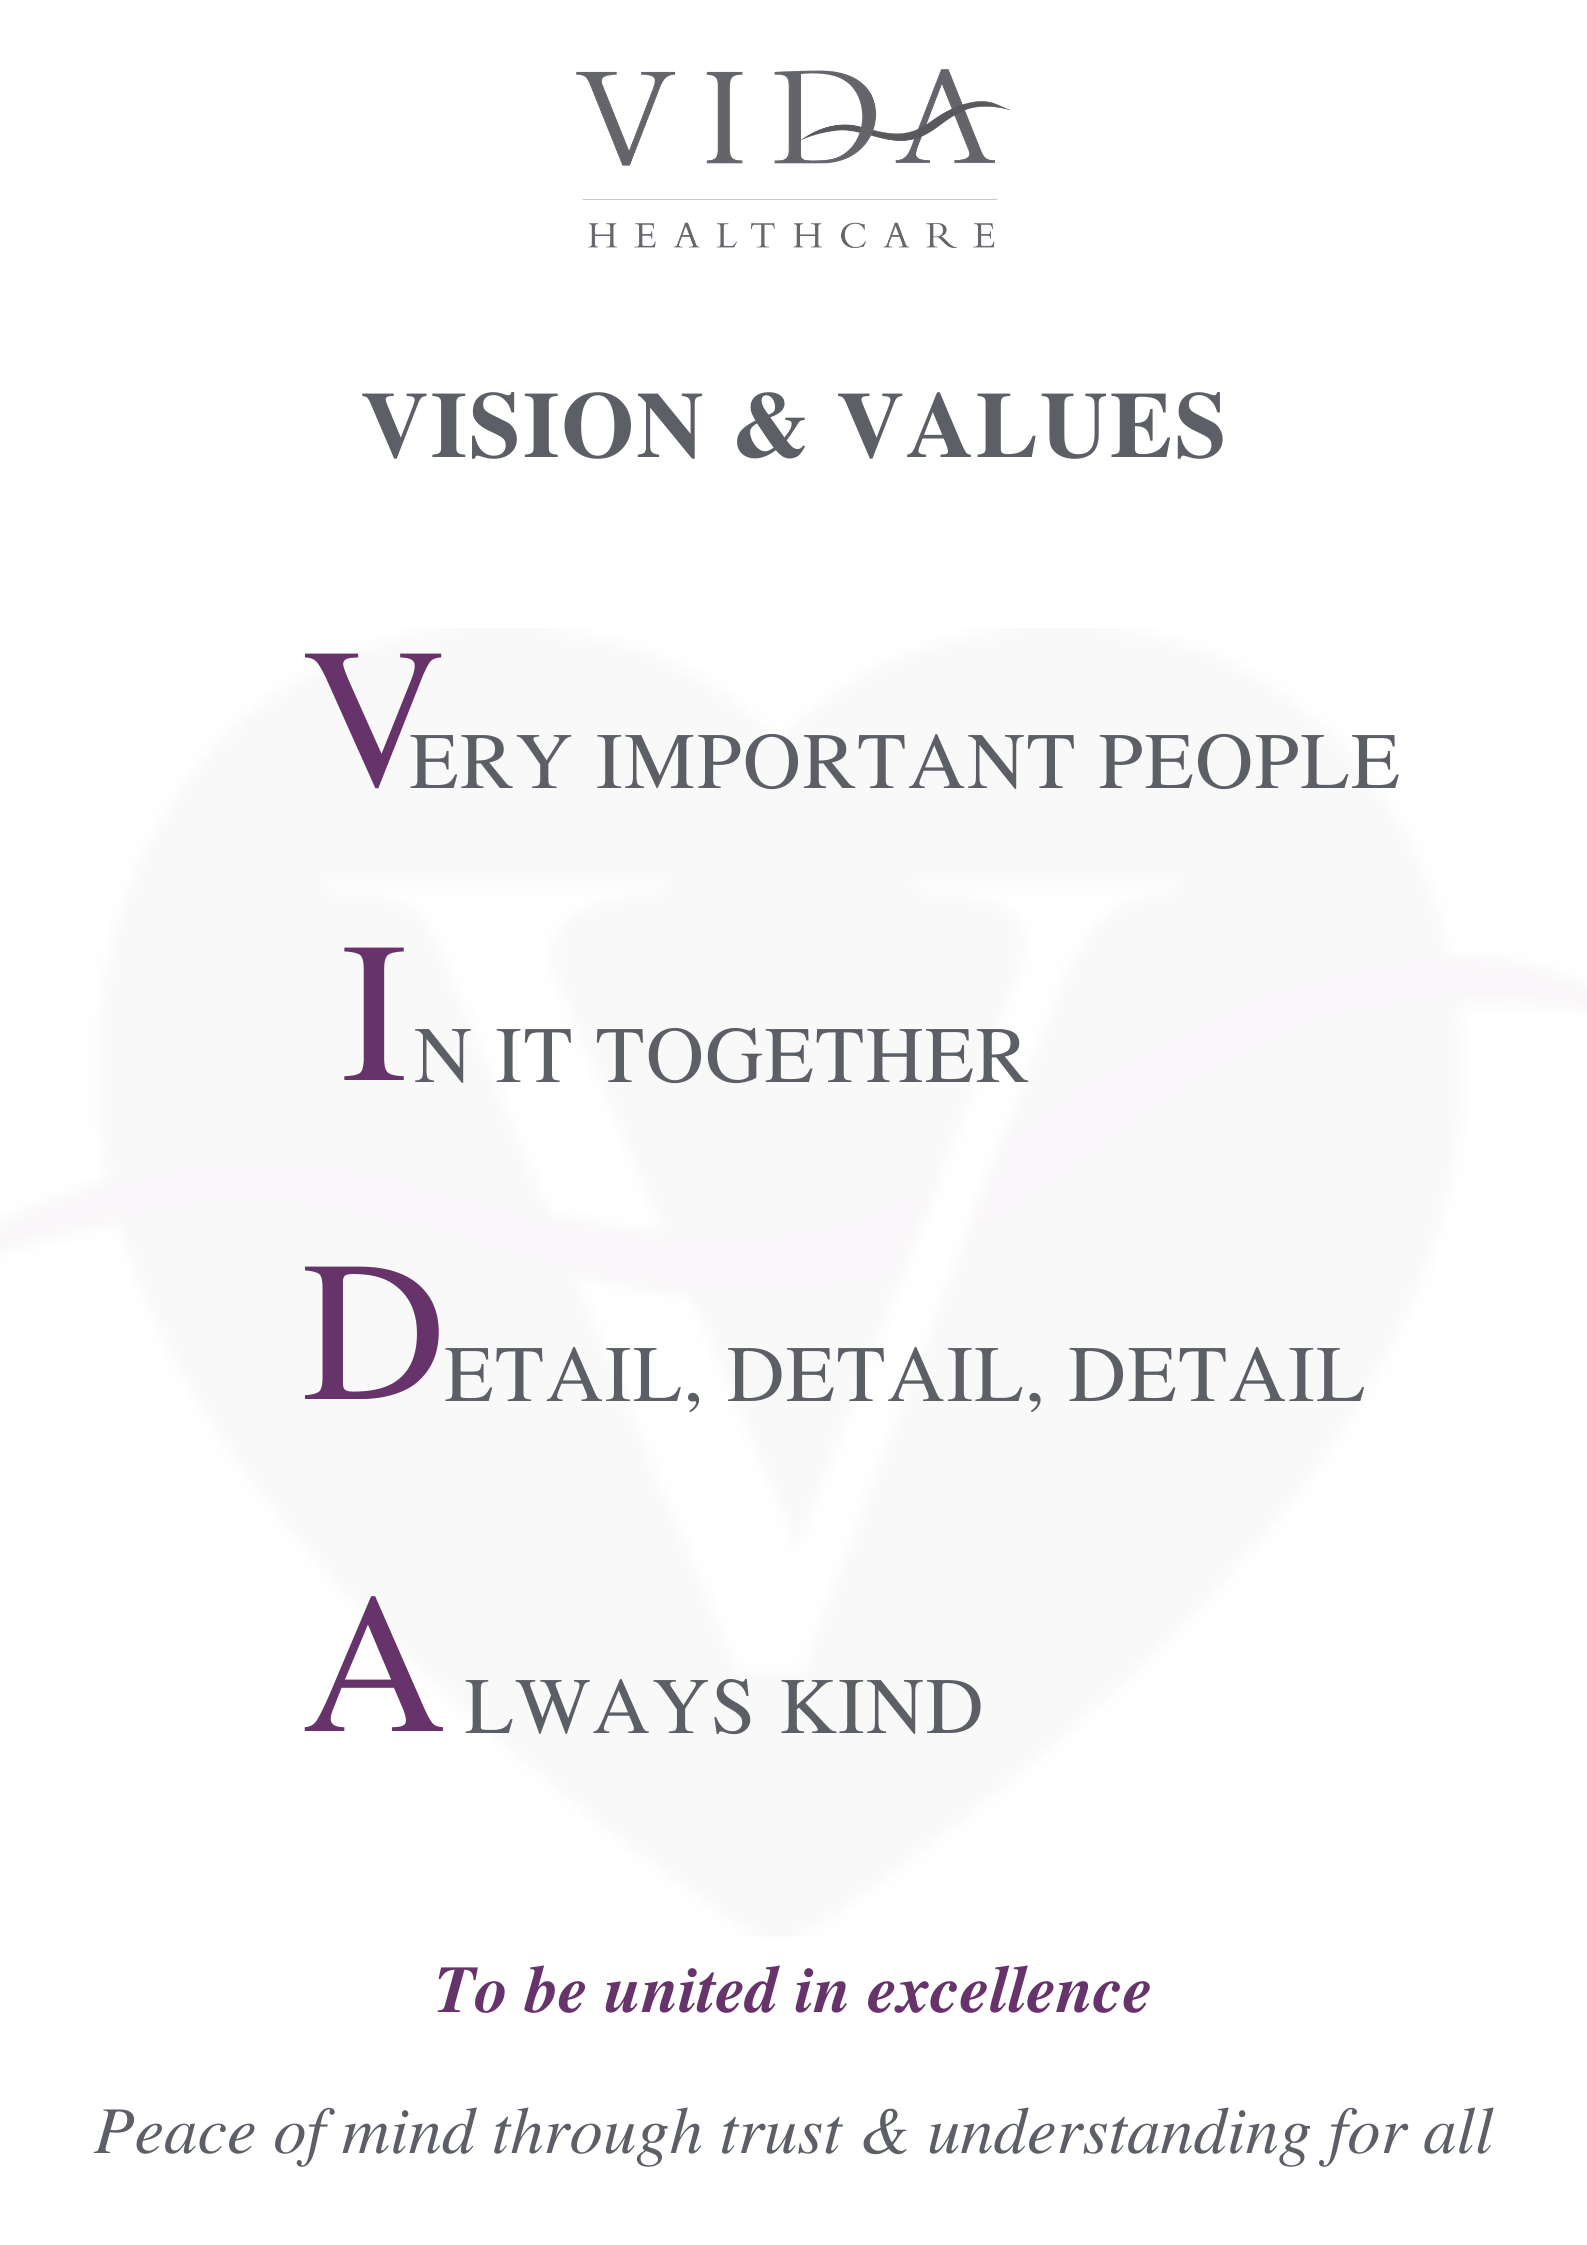 VIDA
HEALTHCARE
VISION & VALUES
VERY IMPORTANT PEOPLE
IN IT TOGETHER
DETAIL, DETAIL, DETAIL
ALWAYS KIND
To be united in excellence
Peace of mind through trust & understanding for all